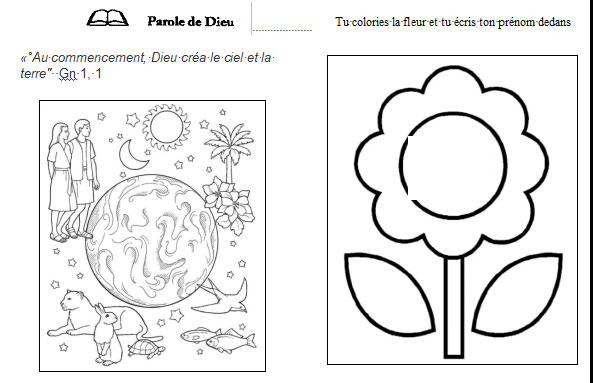 Parole de Dieu
Tu colories la fleur et tu écris ton prénom dedans
«°Au commencement, Dieu créa le ciel et la
terre" Gn 1, 1